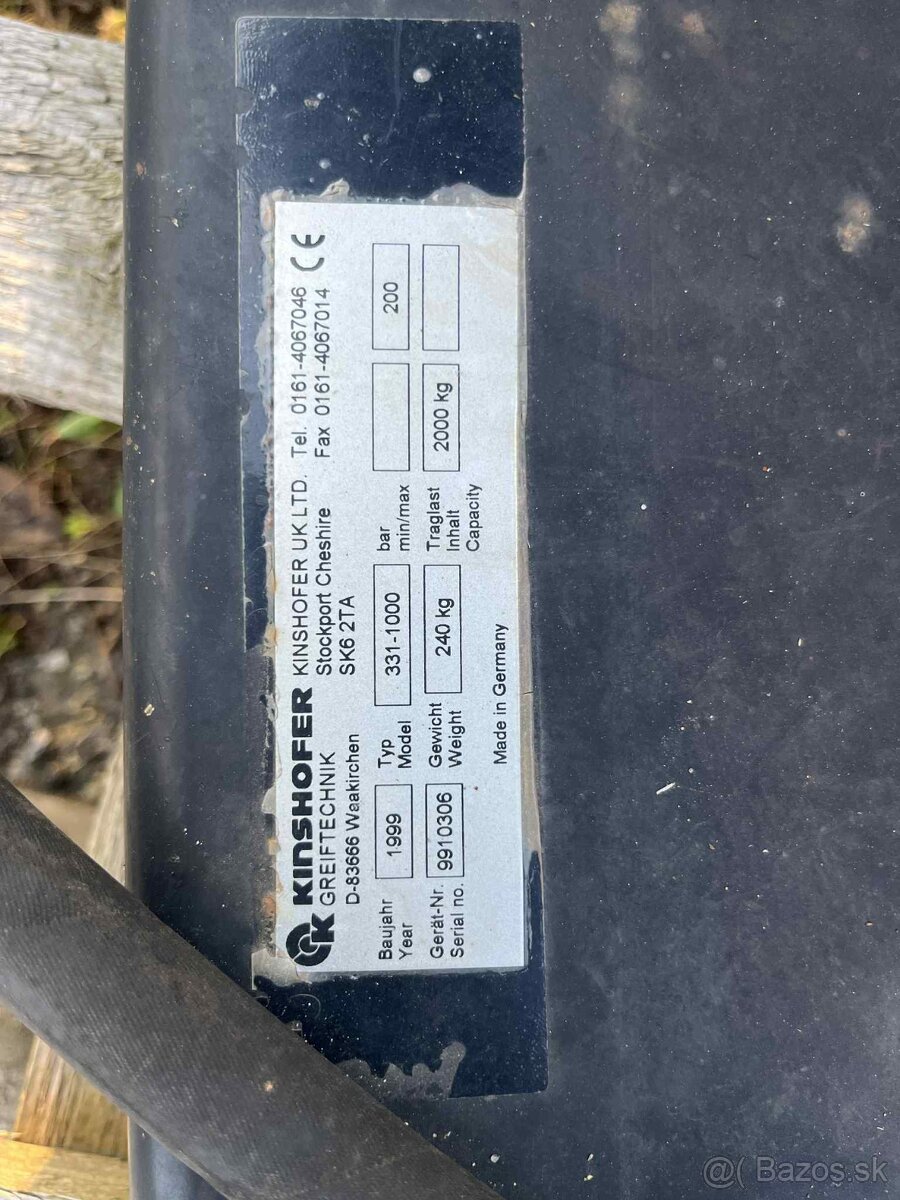 K KINSHOFER KINSHOFER UK LTD. Tel. 0161-4067046 CE
GREIFTECHNIK Stockport Cheshire Fax 0161-4067014
D-83666 Waakirchen SK6 2TA
Baujahr 1999 Typ 331-1000 bar 200
Year Model min/max
Gerät-Nr. 9910306 Gewicht 240 kg Traglast 2000 kg
Serial no. Weight Inhalt
Capacity
Made in Germany
@( Bazos.sk